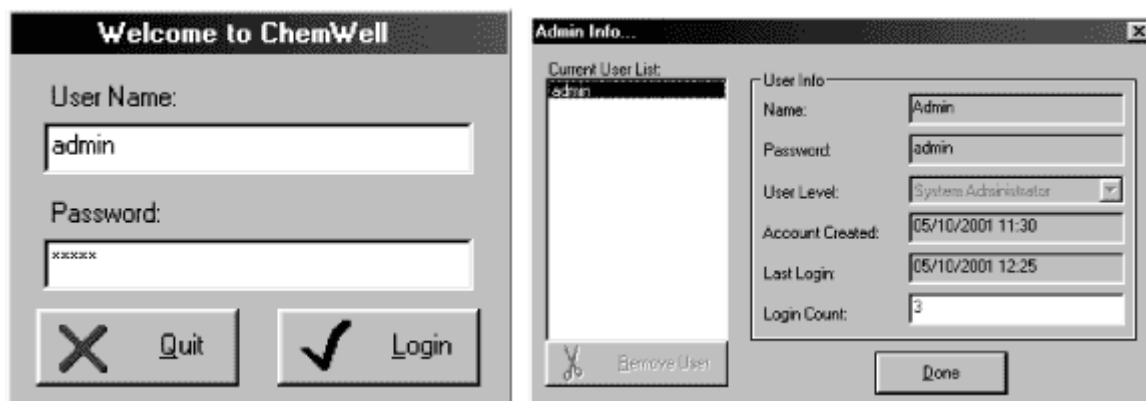 Welcome to ChemWell
User Name:
admin
Password:
xxxxx
Quit
Login
Admin Info...
Current User List:
admin
Remove User
User Info
Name:
Admin
Password:
admin
User Level:
System Administrator
Account Created:
05/10/2001 11:30
Last Login:
05/10/2001 12:25
Login Count:
3
Done